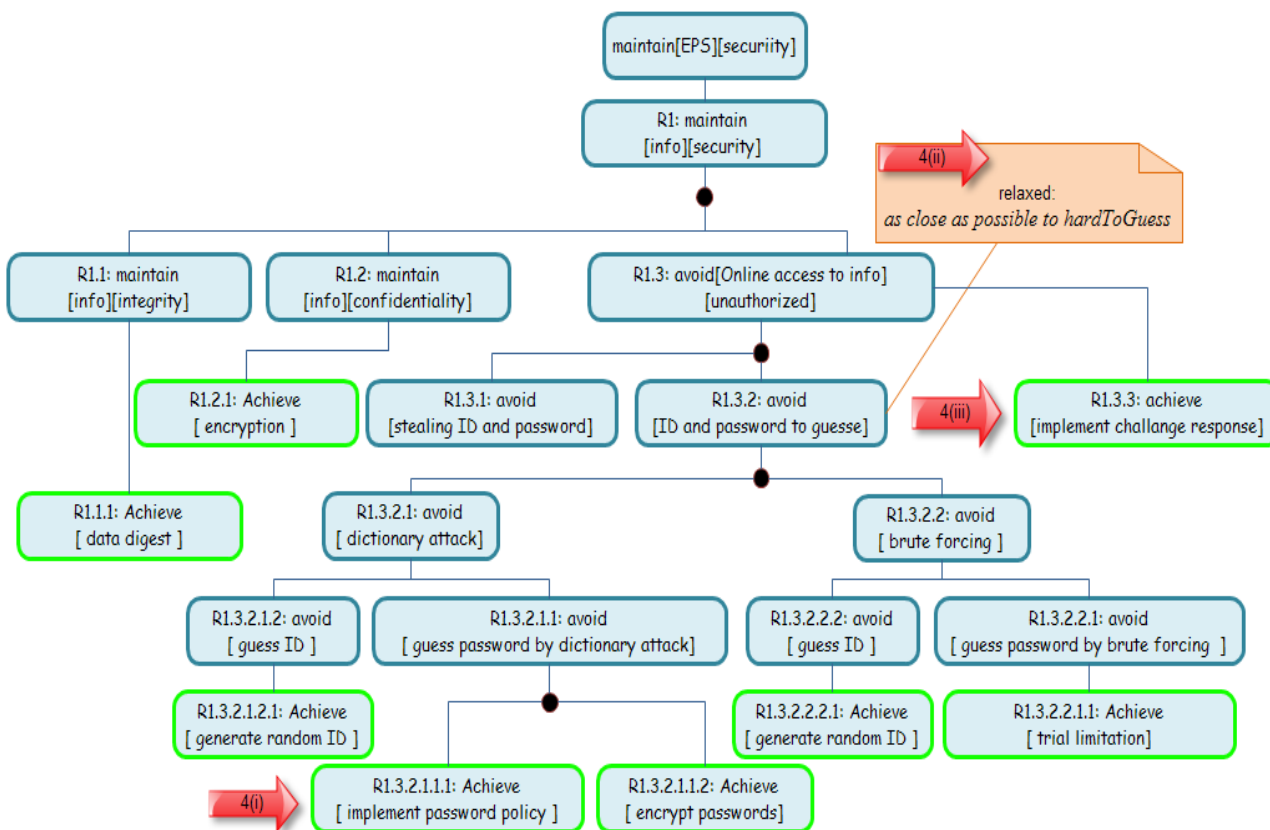 maintain[EPS][securiity]
R1: maintain
[info][security]
4(ii)
relaxed:
as close as possible to hardToGuess
R1.1: maintain
[info][integrity]
R1.2: maintain
[info][confidentiality]
R1.3: avoid[Online access to info]
[unauthorized]
R1.2.1: Achieve
[ encryption ]
R1.3.1: avoid
[stealing ID and password]
R1.3.2: avoid
[ID and password to guesse]
4(iii)
R1.3.3: achieve
[implement challange response]
R1.1.1: Achieve
[ data digest ]
R1.3.2.1: avoid
[ dictionary attack]
R1.3.2.2: avoid
[ brute forcing ]
R1.3.2.1.2: avoid
[ guess ID ]
R1.3.2.1.1: avoid
[ guess password by dictionary attack]
R1.3.2.2.2: avoid
[ guess ID ]
R1.3.2.2.1: avoid
[ guess password by brute forcing ]
R1.3.2.1.2.1: Achieve
[ generate random ID ]
R1.3.2.2.2.1: Achieve
[ generate random ID ]
R1.3.2.2.1.1: Achieve
[ trial limitation]
4(i)
R1.3.2.1.1.1: Achieve
[ implement password policy ]
R1.3.2.1.1.2: Achieve
[ encrypt passwords]